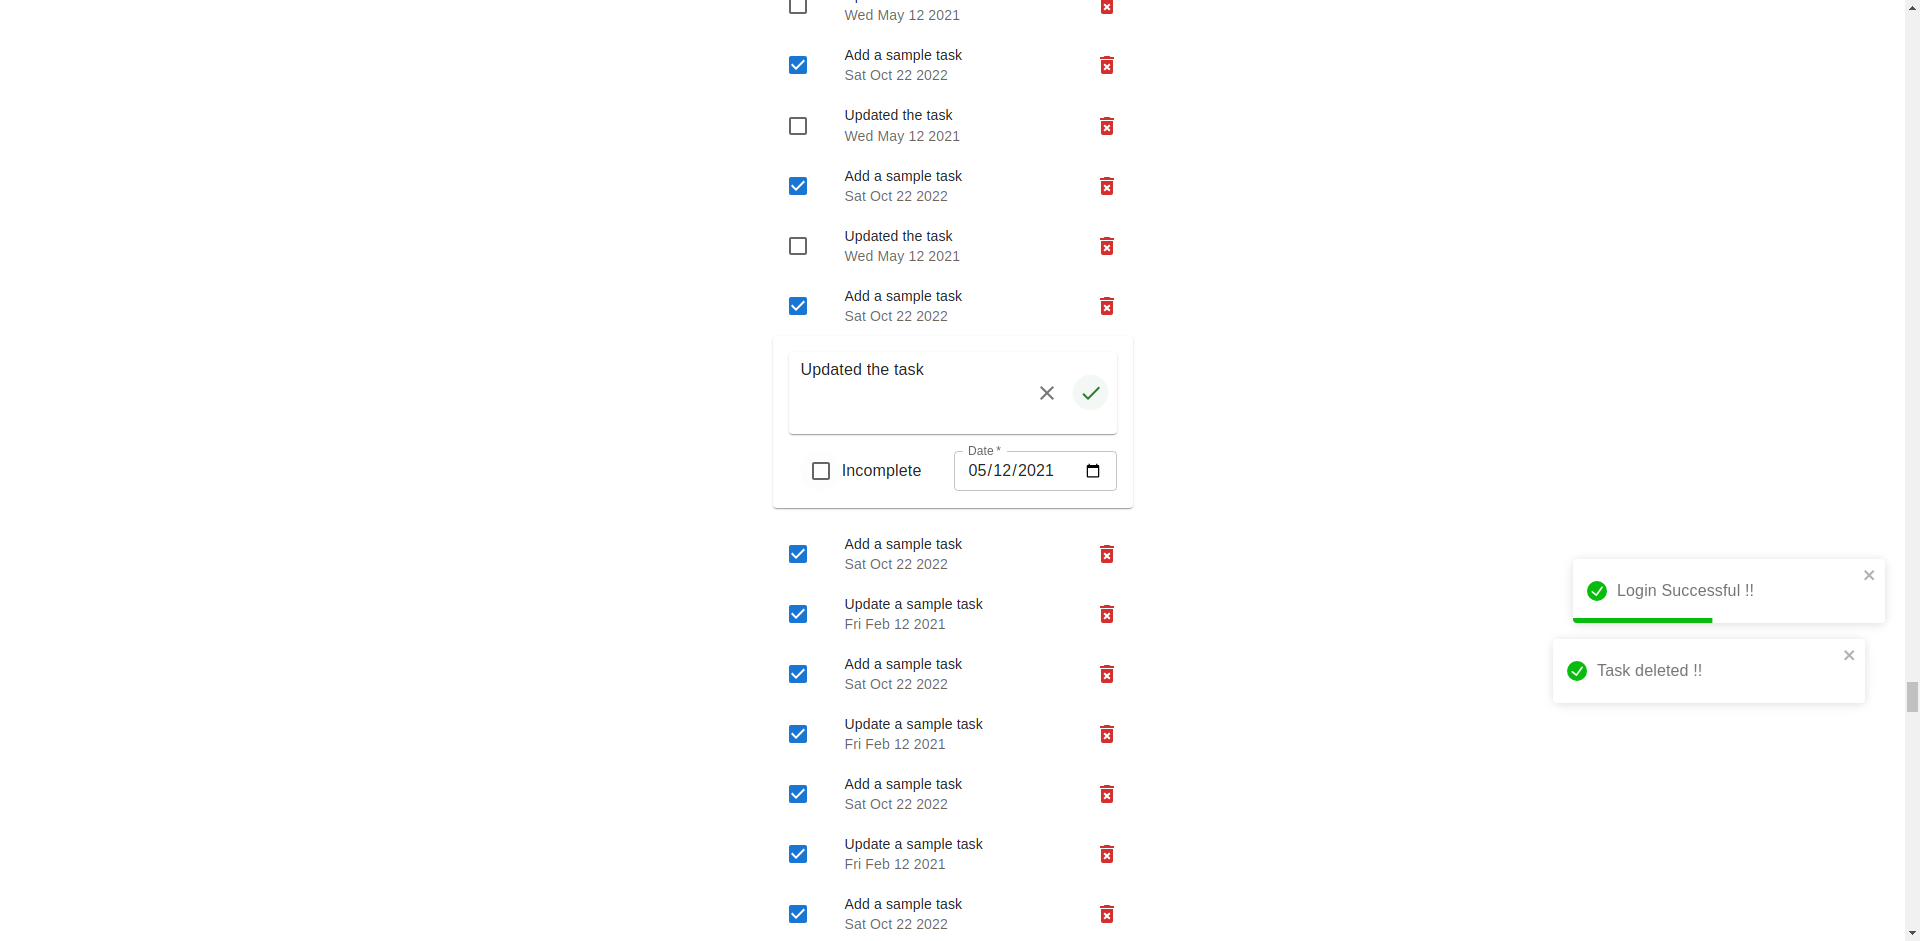 Wed May 12 2021
Add a sample task
Sat Oct 22 2022
Updated the task
Wed May 12 2021
Add a sample task
Sat Oct 22 2022
Updated the task
Wed May 12 2021
Add a sample task
Sat Oct 22 2022
Updated the task
Date *
Incomplete
05/12/2021
Add a sample task
Sat Oct 22 2022
Update a sample task
Fri Feb 12 2021
Add a sample task
Sat Oct 22 2022
Update a sample task
Fri Feb 12 2021
Add a sample task
Sat Oct 22 2022
Update a sample task
Fri Feb 12 2021
Add a sample task
Sat Oct 22 2022
Login Successful !!
Task deleted !!